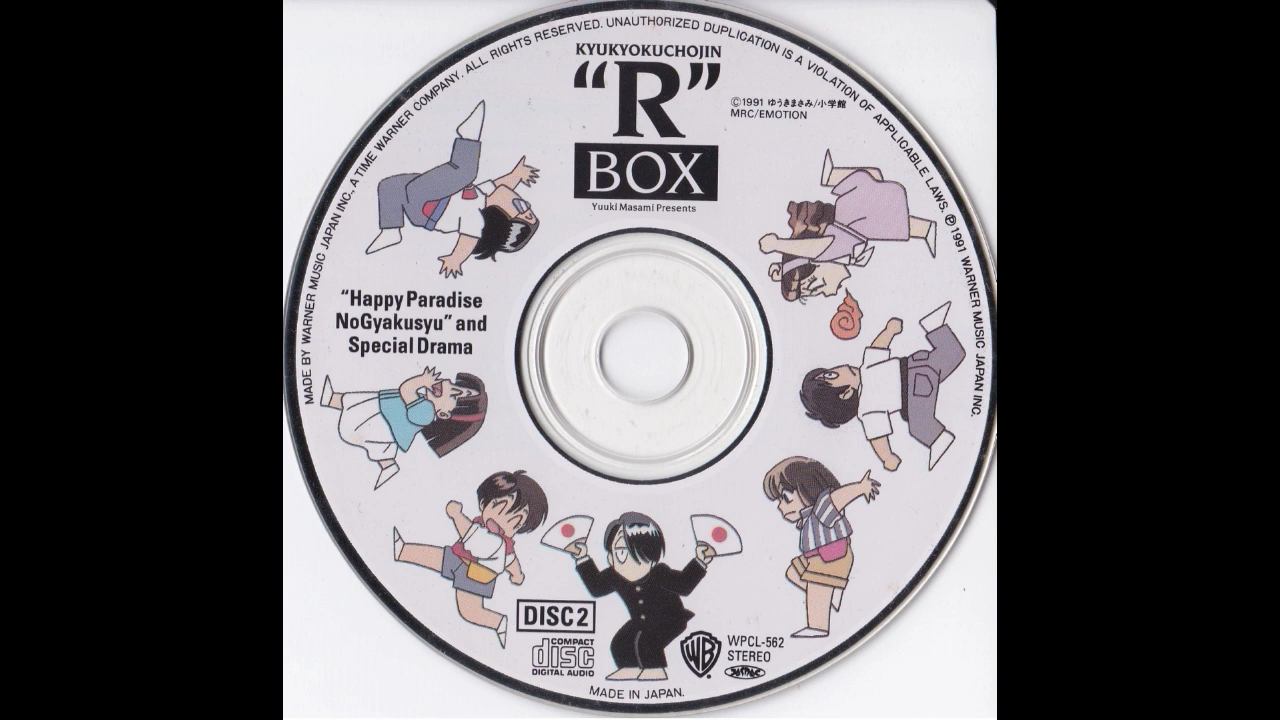 MADE BY WARNER MUSIC JAPAN INC., A TIME WARNER COMPANY. ALL RIGHTS RESERVED. UNAUTHORIZED DUPLICATION IS A VIOLATION OF APPLICABLE LAWS. Ⓟ1991 WARNER MUSIC JAPAN INC.
KYUKYOKUCHOJIN
“R”
BOX
Yuuki Masami Presents
©1991 ゆうきまさみ/小学館
MRC/EMOTION
“Happy Paradise
NoGyakusyu” and
Special Drama
DISC 2
COMPACT
disc
DIGITAL AUDIO
WB
WPCL-562
STEREO
MADE IN JAPAN.